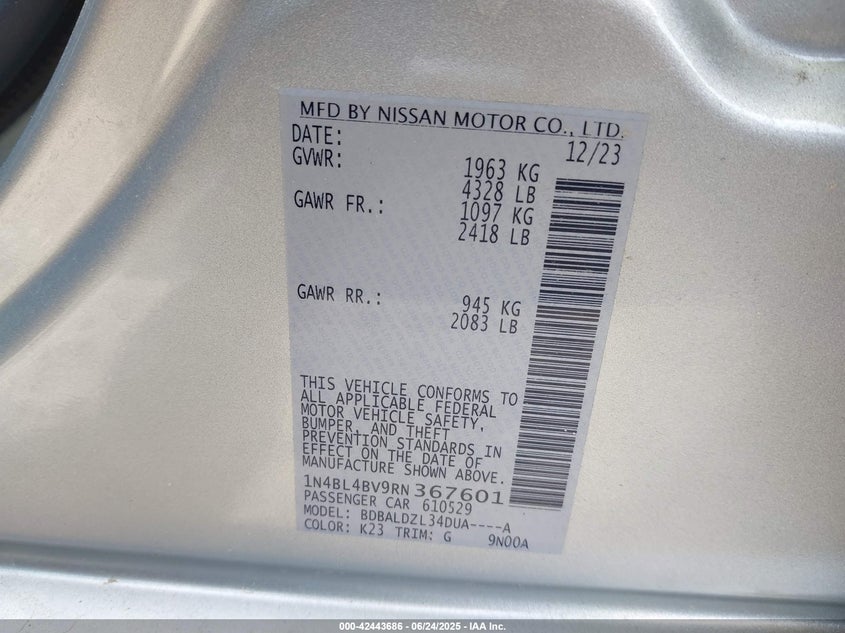 MFD BY NISSAN MOTOR CO., LTD.
DATE: 12/23
GVWR: 1963 KG
4328 LB
GAWR FR.: 1097 KG
2418 LB
GAWR RR.: 945 KG
2083 LB
THIS VEHICLE CONFORMS TO
ALL APPLICABLE FEDERAL
MOTOR VEHICLE SAFETY,
BUMPER, AND THEFT
PREVENTION STANDARDS IN
EFFECT ON THE DATE OF
MANUFACTURE SHOWN ABOVE.
1N4BL4BV9RN367601
PASSENGER CAR 610529
MODEL: BDBALDZL34DUA----A
COLOR: K23 TRIM: G 9N00A
000-42443686 - 06/24/2025 - IAA Inc.